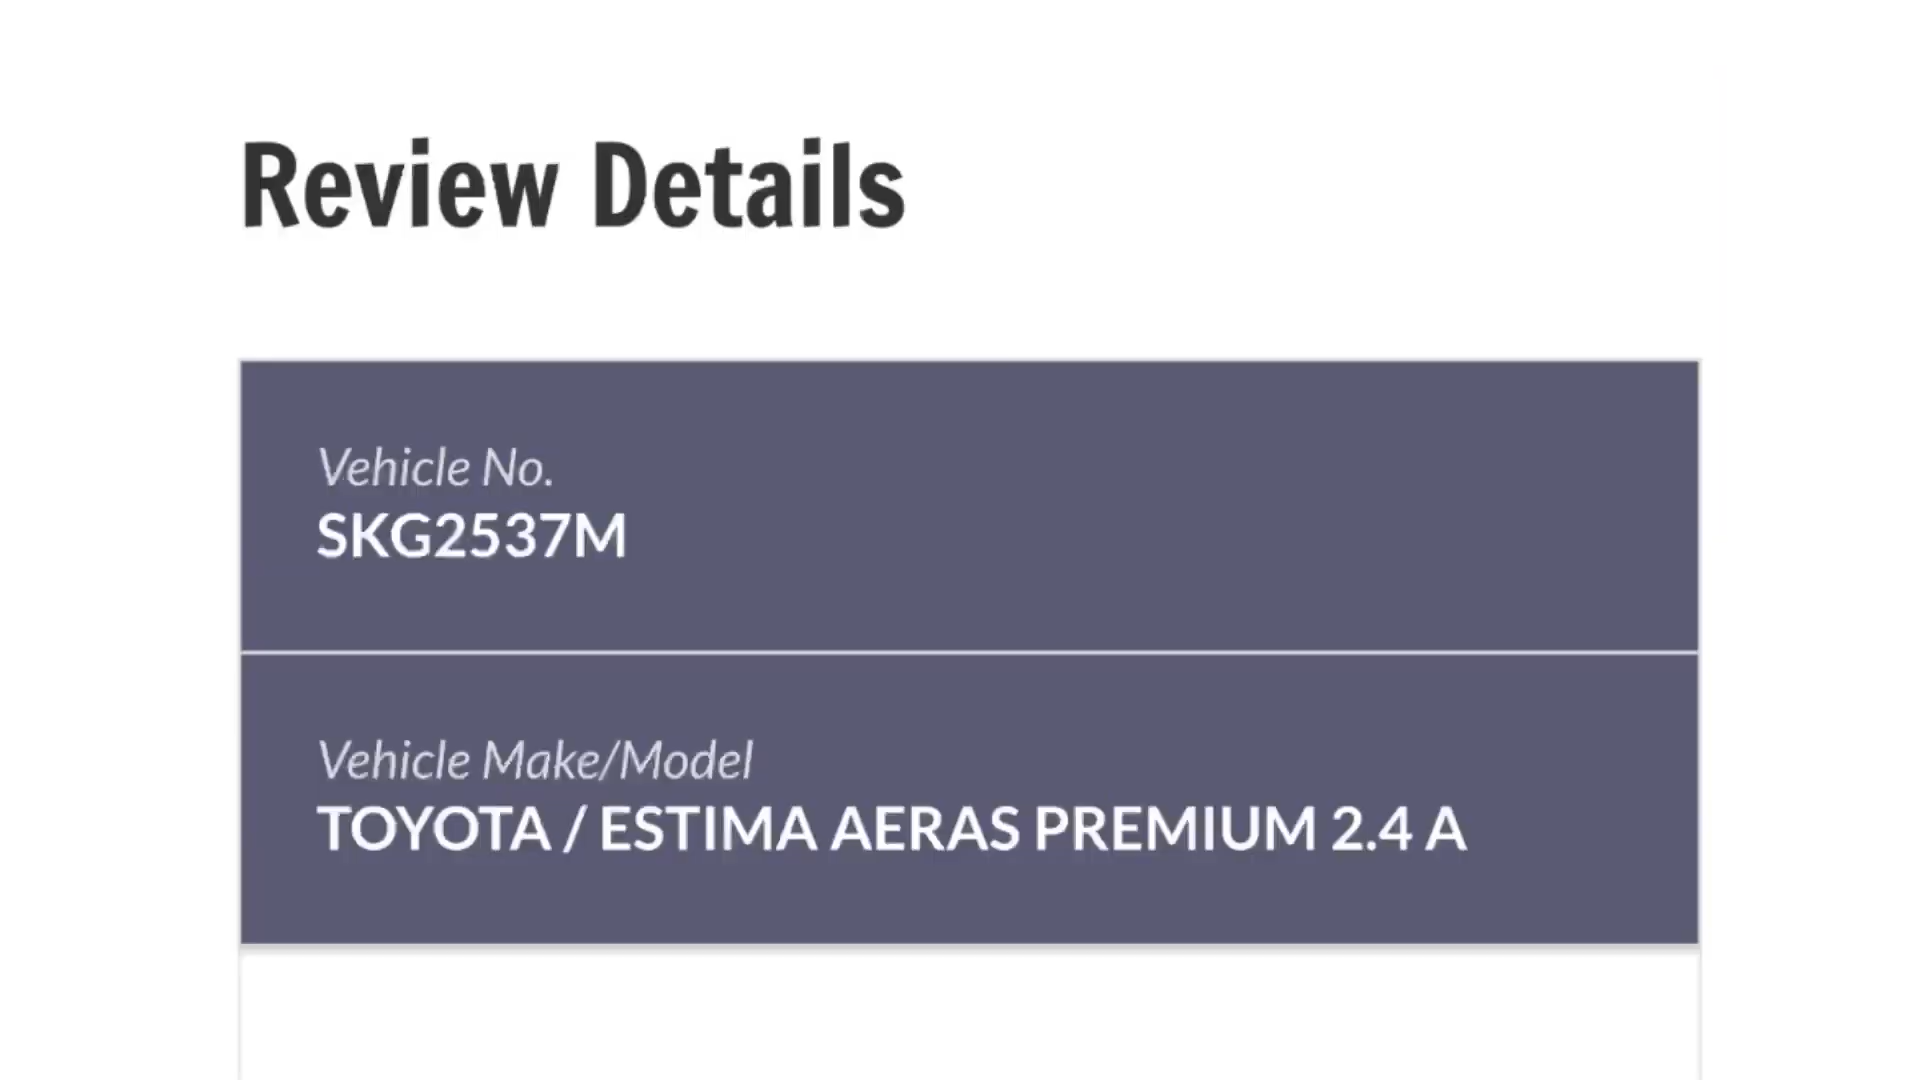 Review Details
Vehicle No.
SKG2537M
Vehicle Make/Model
TOYOTA / ESTIMA AERAS PREMIUM 2.4 A